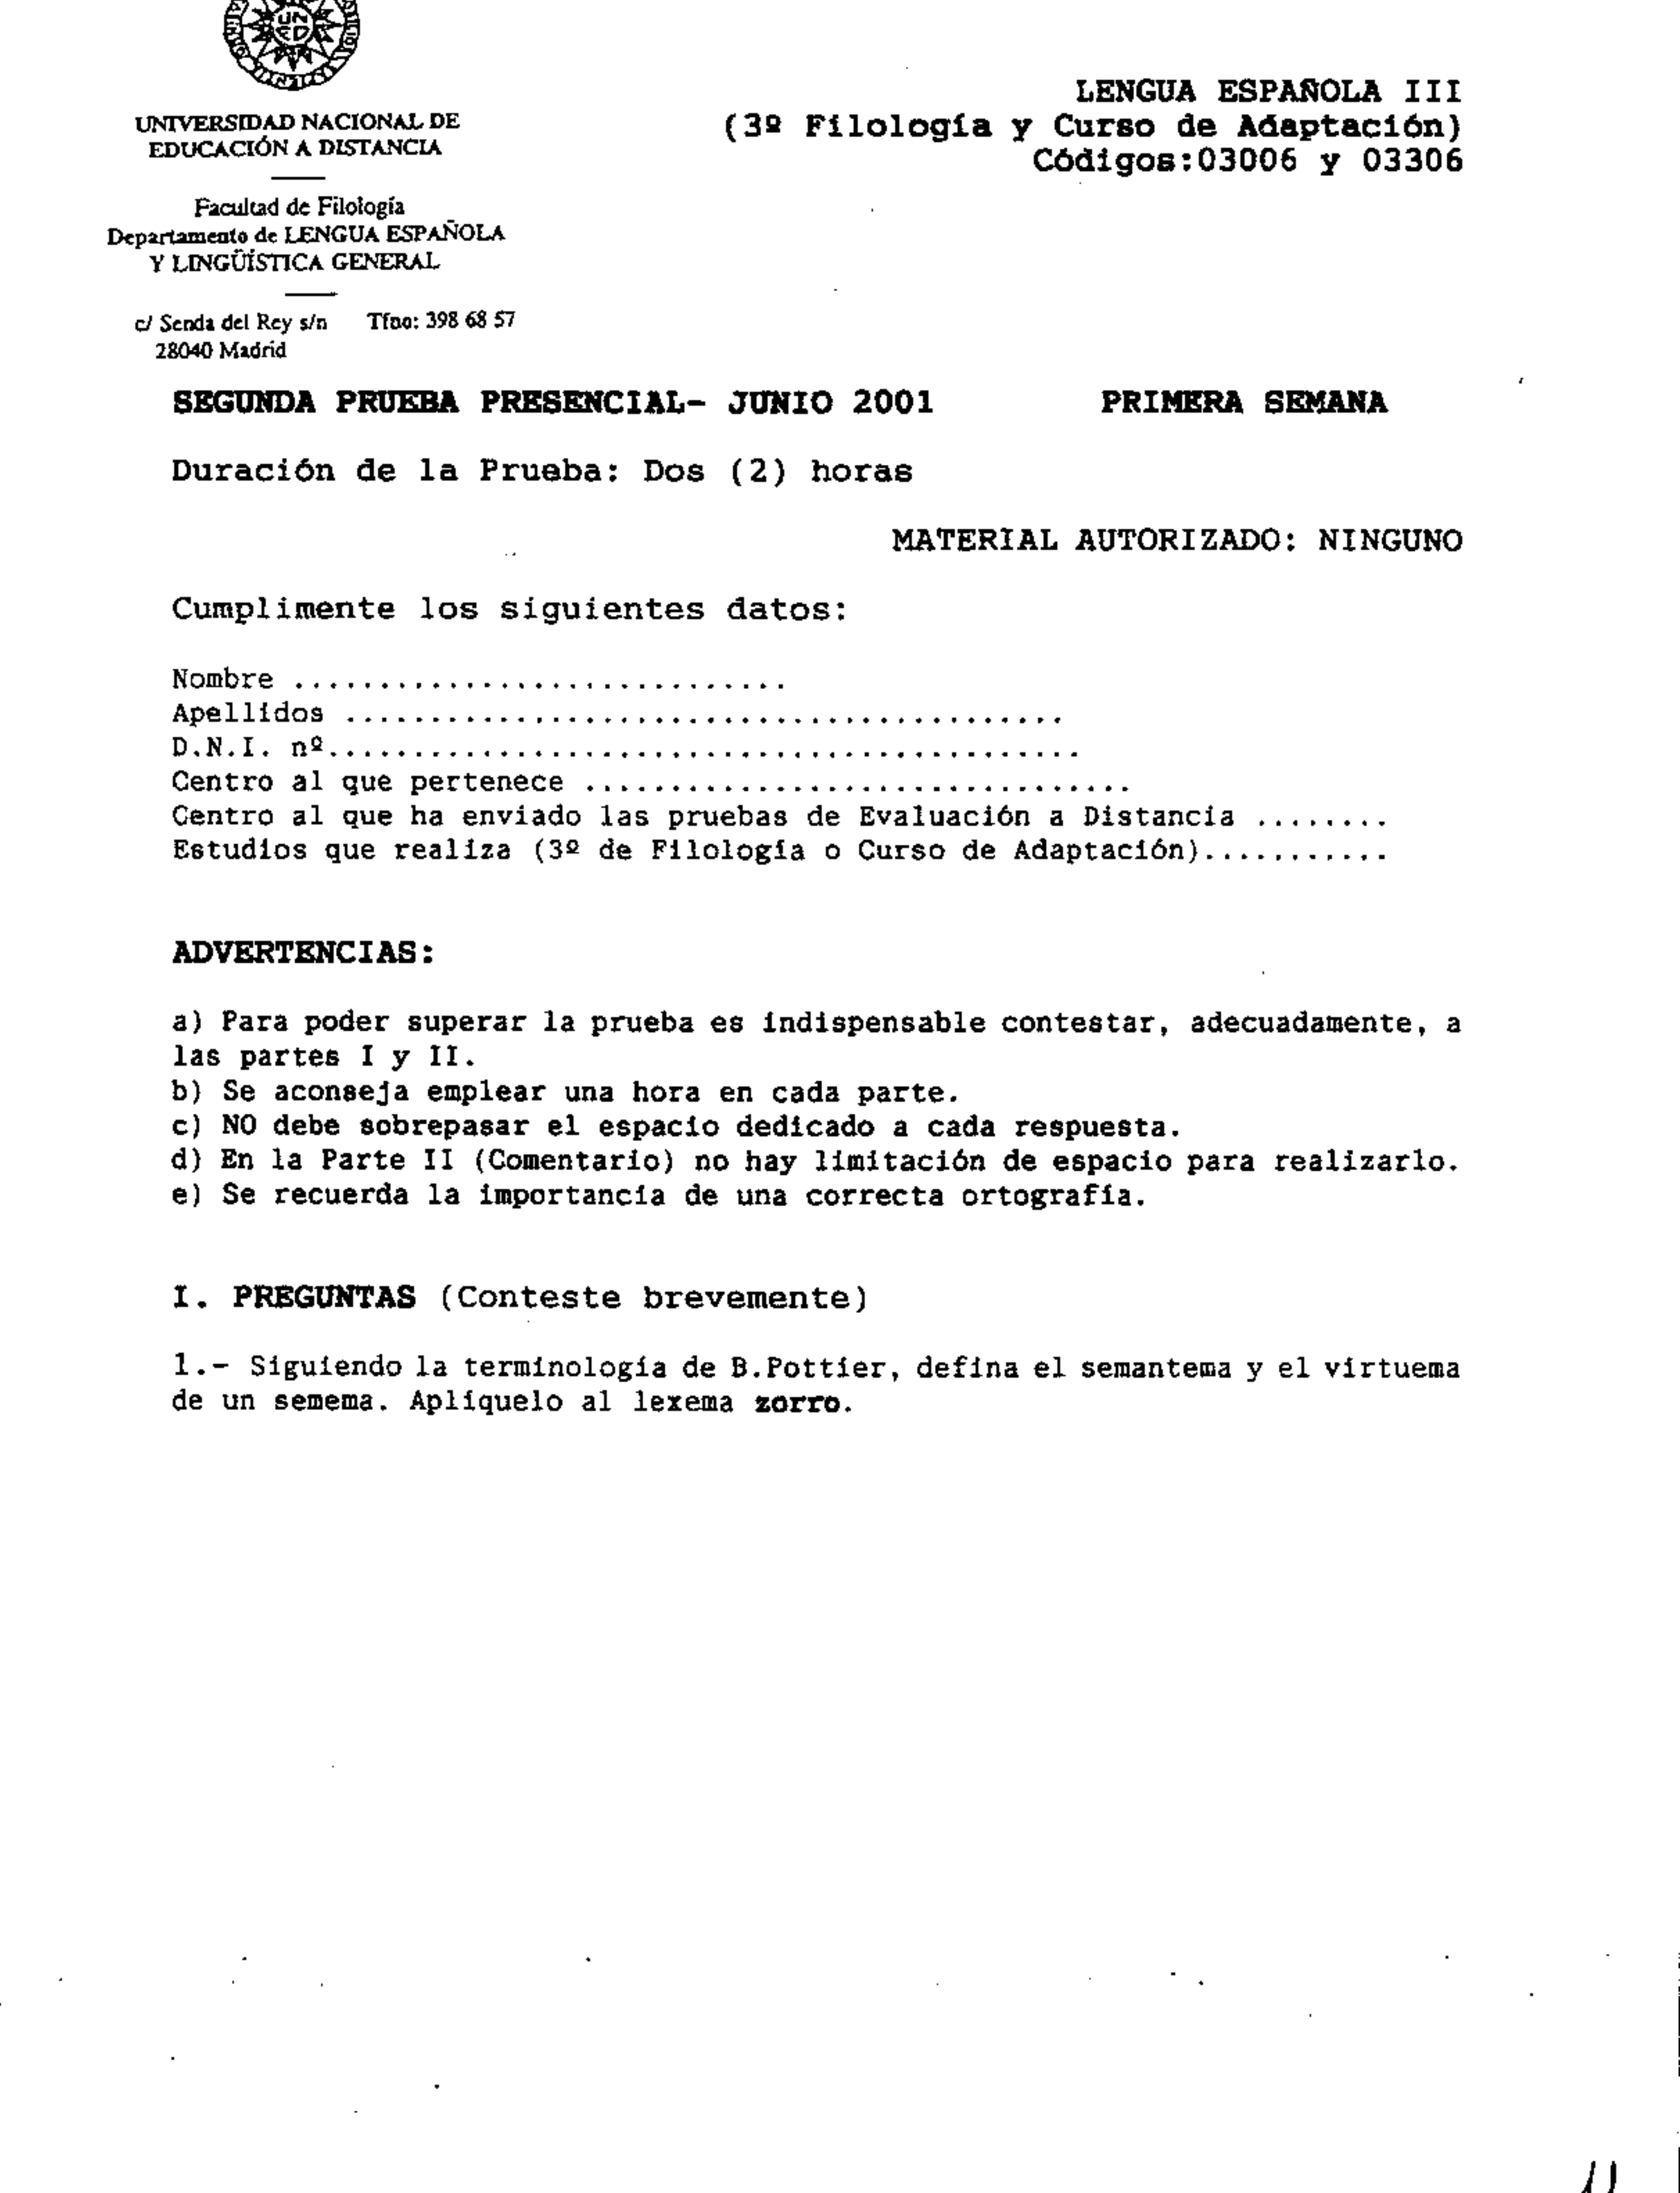 UNED
UNIVERSIDAD NACIONAL DE
EDUCACIÓN A DISTANCIA
Facultad de Filología
Departamento de LENGUA ESPAÑOLA
Y LINGÜÍSTICA GENERAL
c/ Senda del Rey s/n Tfno: 398 68 57
28040 Madrid
LENGUA ESPAÑOLA III
(3º Filología y Curso de Adaptación)
Códigos:03006 y 03306
SEGUNDA PRUEBA PRESENCIAL- JUNIO 2001 PRIMERA SEMANA
Duración de la Prueba: Dos (2) horas
MATERIAL AUTORIZADO: NINGUNO
Cumplimente los siguientes datos:
Nombre .............................
Apellidos ..........................................
D.N.I. nº............................................
Centro al que pertenece ................................
Centro al que ha enviado las pruebas de Evaluación a Distancia ........
Estudios que realiza (3º de Filología o Curso de Adaptación)...........
ADVERTENCIAS:
a) Para poder superar la prueba es indispensable contestar, adecuadamente, a
las partes I y II.
b) Se aconseja emplear una hora en cada parte.
c) NO debe sobrepasar el espacio dedicado a cada respuesta.
d) En la Parte II (Comentario) no hay limitación de espacio para realizarlo.
e) Se recuerda la importancia de una correcta ortografía.
I. PREGUNTAS (Conteste brevemente)
1.- Siguiendo la terminología de B.Pottier, defina el semantema y el virtuema
de un semema. Aplíquelo al lexema zorro.